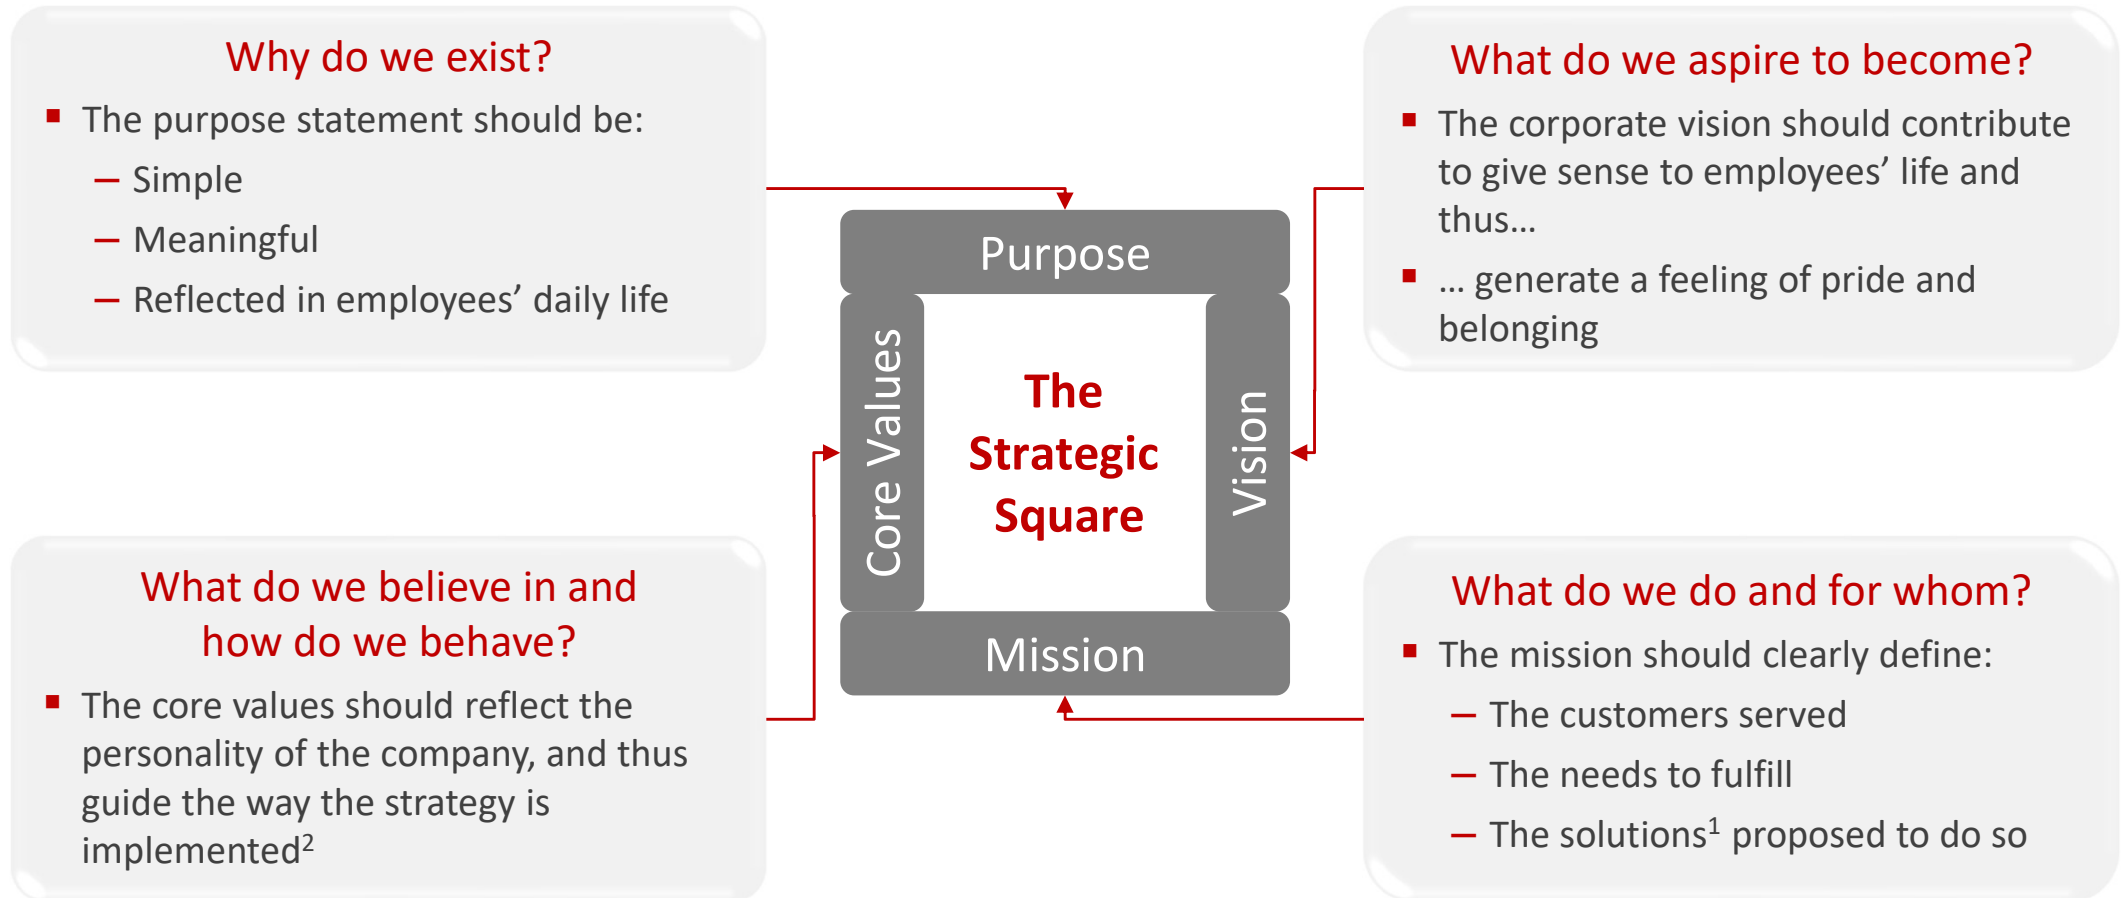 Why do we exist?
▪ The purpose statement should be:
– Simple
– Meaningful
– Reflected in employees’ daily life
What do we aspire to become?
▪ The corporate vision should contribute
to give sense to employees’ life and
thus…
▪ … generate a feeling of pride and
belonging
Purpose
Core Values
The
Strategic
Square
Vision
Mission
What do we believe in and
how do we behave?
▪ The core values should reflect the
personality of the company, and thus
guide the way the strategy is
implemented²
What do we do and for whom?
▪ The mission should clearly define:
– The customers served
– The needs to fulfill
– The solutions¹ proposed to do so